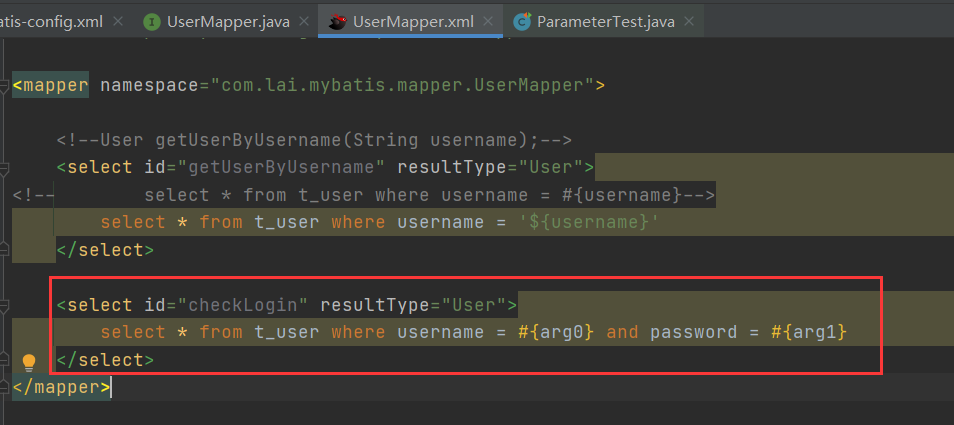 atis-config.xml UserMapper.java UserMapper.xml ParameterTest.java
<mapper namespace="com.lai.mybatis.mapper.UserMapper">
<!--User getUserByUsername(String username);-->
<select id="getUserByUsername" resultType="User">
<!-- select * from t_user where username = #{username}-->
select * from t_user where username = '${username}'
</select>
<select id="checkLogin" resultType="User">
select * from t_user where username = #{arg0} and password = #{arg1}
</select>
</mapper>